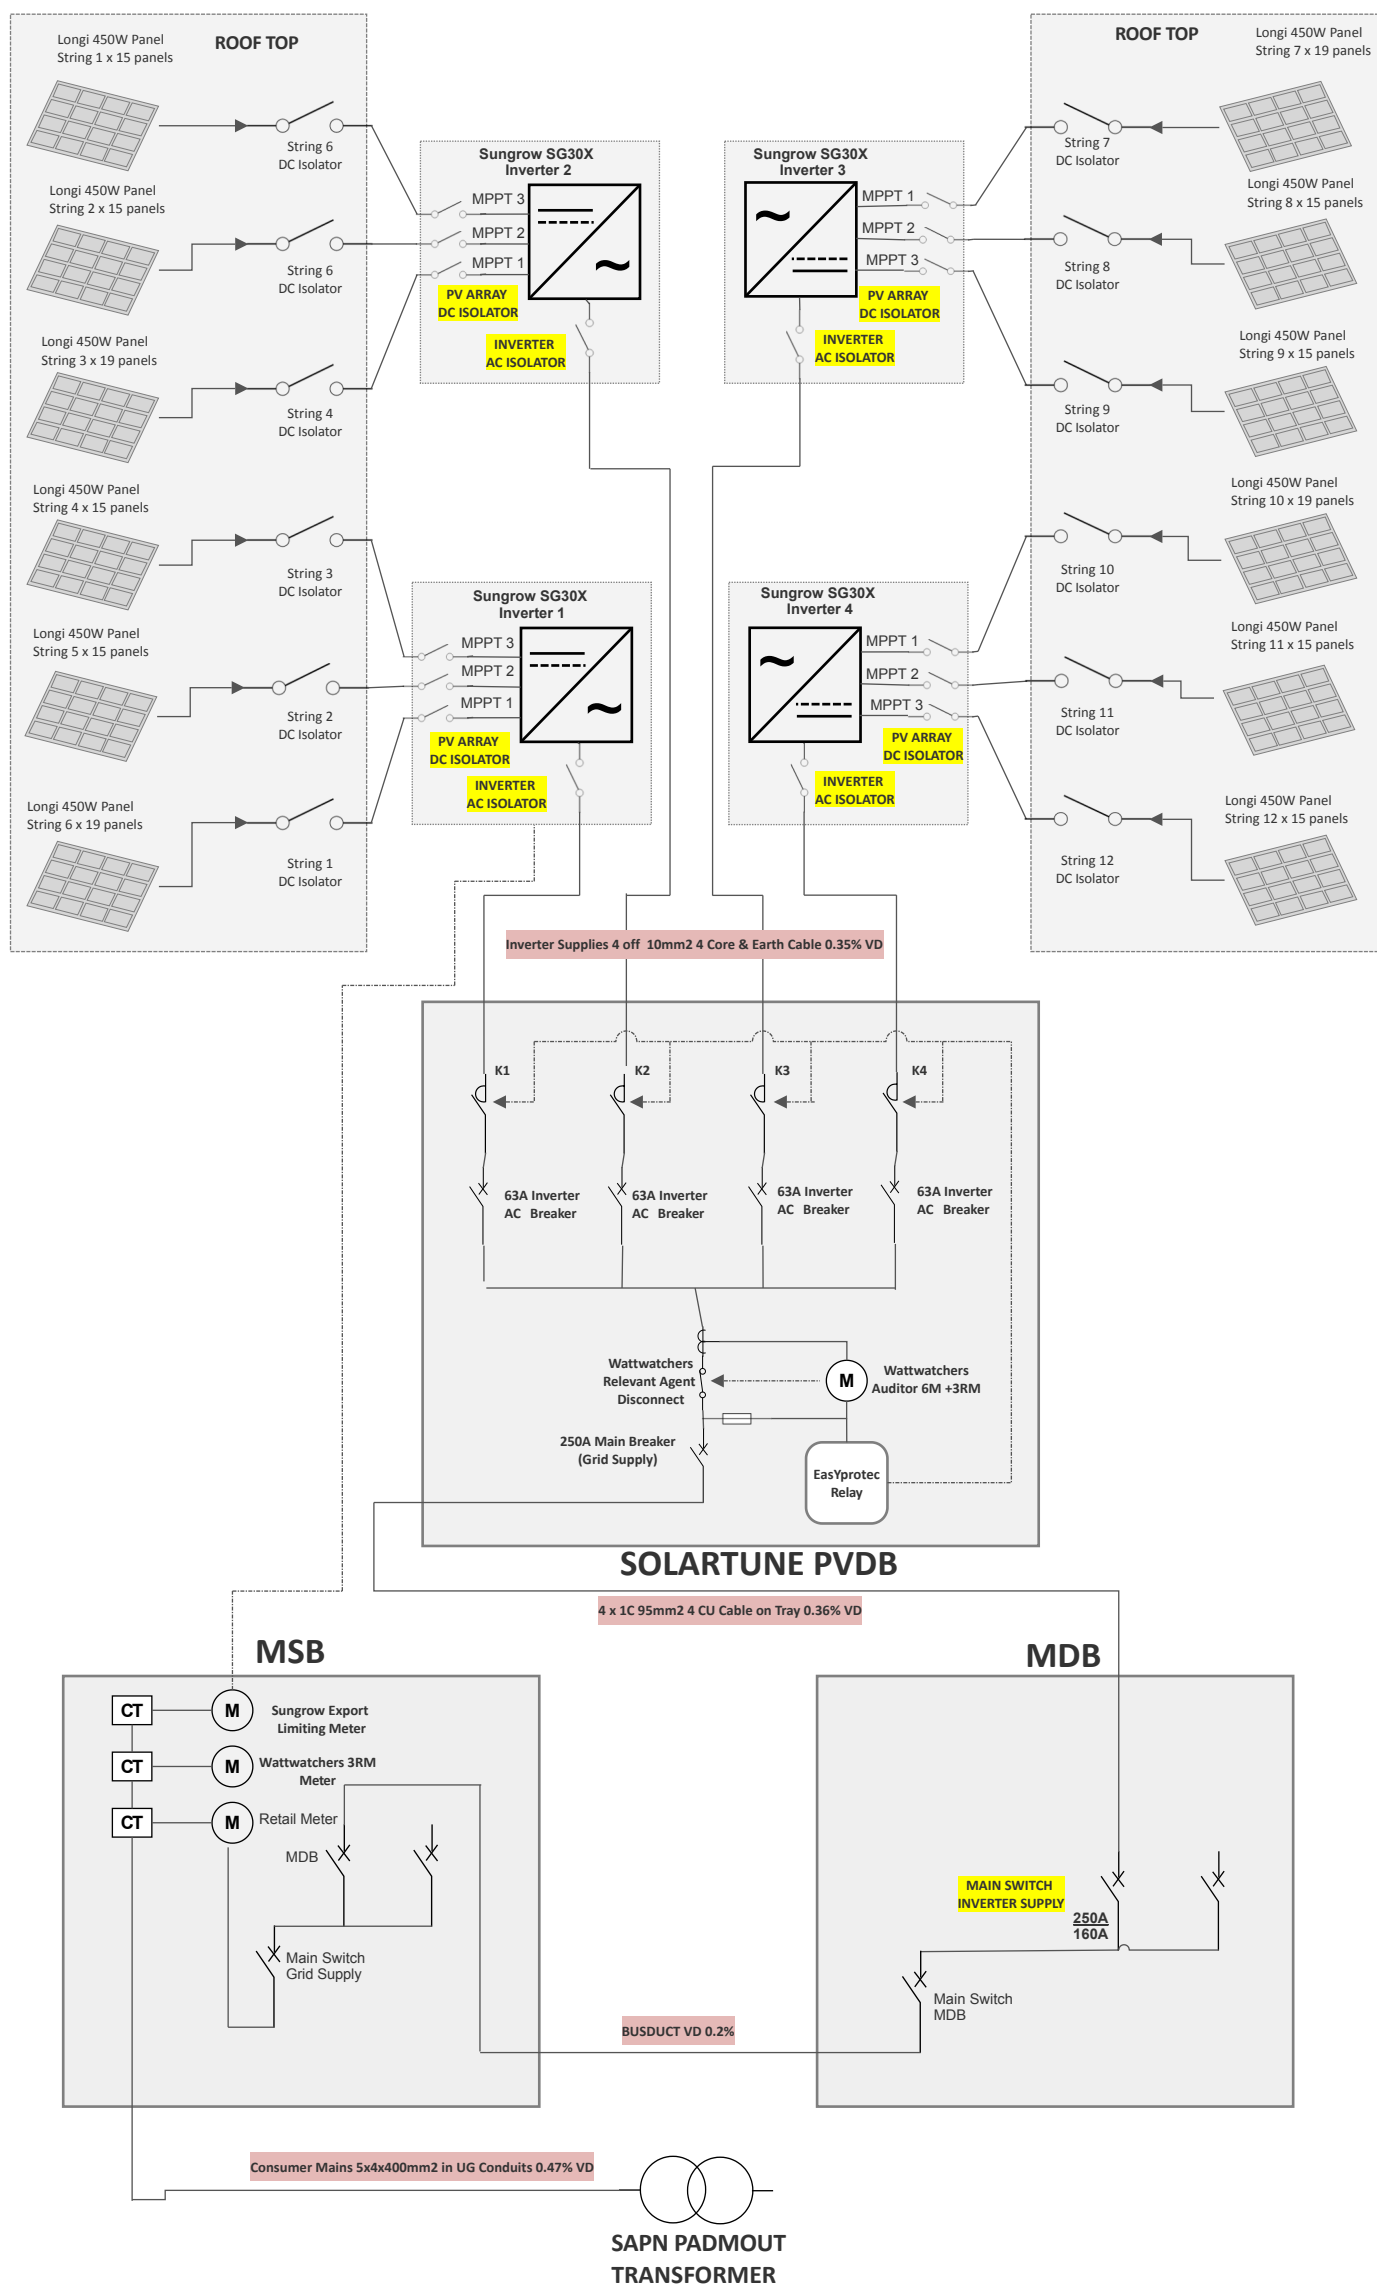 ROOF TOP
Longi 450W Panel
String 1 x 15 panels
String 6
DC Isolator
Longi 450W Panel
String 2 x 15 panels
String 6
DC Isolator
Longi 450W Panel
String 3 x 19 panels
String 4
DC Isolator
Longi 450W Panel
String 4 x 15 panels
String 3
DC Isolator
Longi 450W Panel
String 5 x 15 panels
String 2
DC Isolator
Longi 450W Panel
String 6 x 19 panels
String 1
DC Isolator
Sungrow SG30X
Inverter 2
MPPT 3
MPPT 2
MPPT 1
PV ARRAY
DC ISOLATOR
INVERTER
AC ISOLATOR
Sungrow SG30X
Inverter 1
MPPT 3
MPPT 2
MPPT 1
PV ARRAY
DC ISOLATOR
INVERTER
AC ISOLATOR
Sungrow SG30X
Inverter 3
MPPT 1
MPPT 2
MPPT 3
PV ARRAY
DC ISOLATOR
INVERTER
AC ISOLATOR
Sungrow SG30X
Inverter 4
MPPT 1
MPPT 2
MPPT 3
PV ARRAY
DC ISOLATOR
INVERTER
AC ISOLATOR
ROOF TOP
Longi 450W Panel
String 7 x 19 panels
String 7
DC Isolator
Longi 450W Panel
String 8 x 15 panels
String 8
DC Isolator
Longi 450W Panel
String 9 x 15 panels
String 9
DC Isolator
Longi 450W Panel
String 10 x 19 panels
String 10
DC Isolator
Longi 450W Panel
String 11 x 15 panels
String 11
DC Isolator
Longi 450W Panel
String 12 x 15 panels
String 12
DC Isolator
Inverter Supplies 4 off 10mm2 4 Core & Earth Cable 0.35% VD
K1
K2
K3
K4
63A Inverter
AC Breaker
63A Inverter
AC Breaker
63A Inverter
AC Breaker
63A Inverter
AC Breaker
Wattwatchers
Relevant Agent
Disconnect
M
Wattwatchers
Auditor 6M +3RM
250A Main Breaker
(Grid Supply)
EasYprotec
Relay
SOLARTUNE PVDB
4 x 1C 95mm2 4 CU Cable on Tray 0.36% VD
MSB
CT
M
Sungrow Export
Limiting Meter
CT
M
Wattwatchers 3RM
Meter
CT
M
Retail Meter
MDB
Main Switch
Grid Supply
MDB
MAIN SWITCH
INVERTER SUPPLY
250A
160A
Main Switch
MDB
BUSDUCT VD 0.2%
Consumer Mains 5x4x400mm2 in UG Conduits 0.47% VD
SAPN PADMOUT
TRANSFORMER